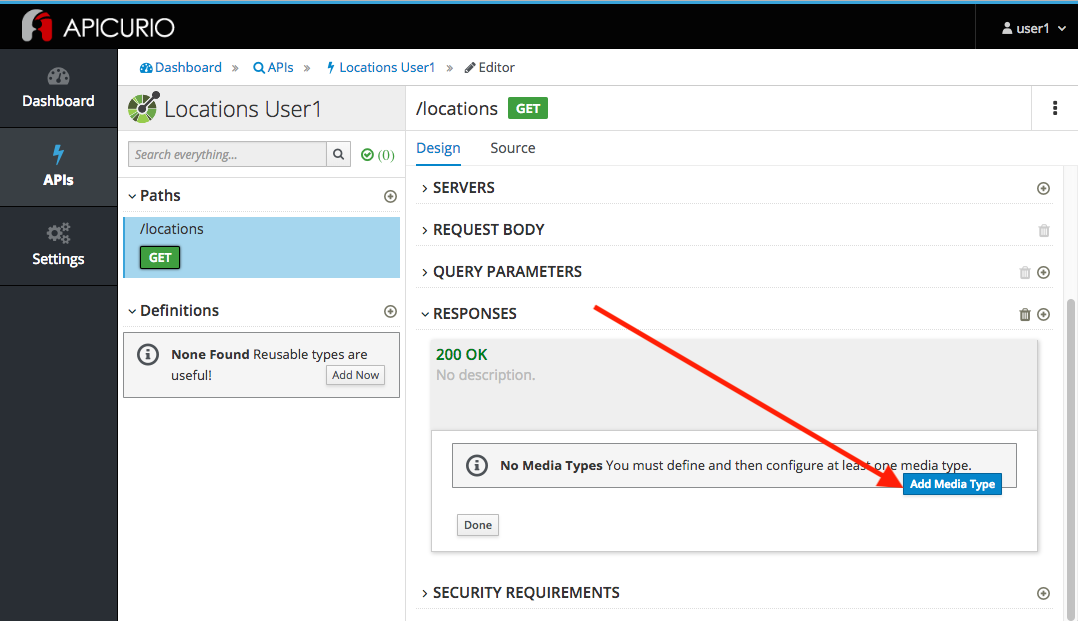 APICURIO
user1
Dashboard
APIs
Settings
Dashboard » APIs » Locations User1 » Editor
Locations User1
Search everything...
(0)
Paths
/locations
GET
Definitions
None Found Reusable types are
useful!
Add Now
/locations GET
Design Source
SERVERS
REQUEST BODY
QUERY PARAMETERS
RESPONSES
200 OK
No description.
No Media Types You must define and then configure at least one media type.
Add Media Type
Done
SECURITY REQUIREMENTS